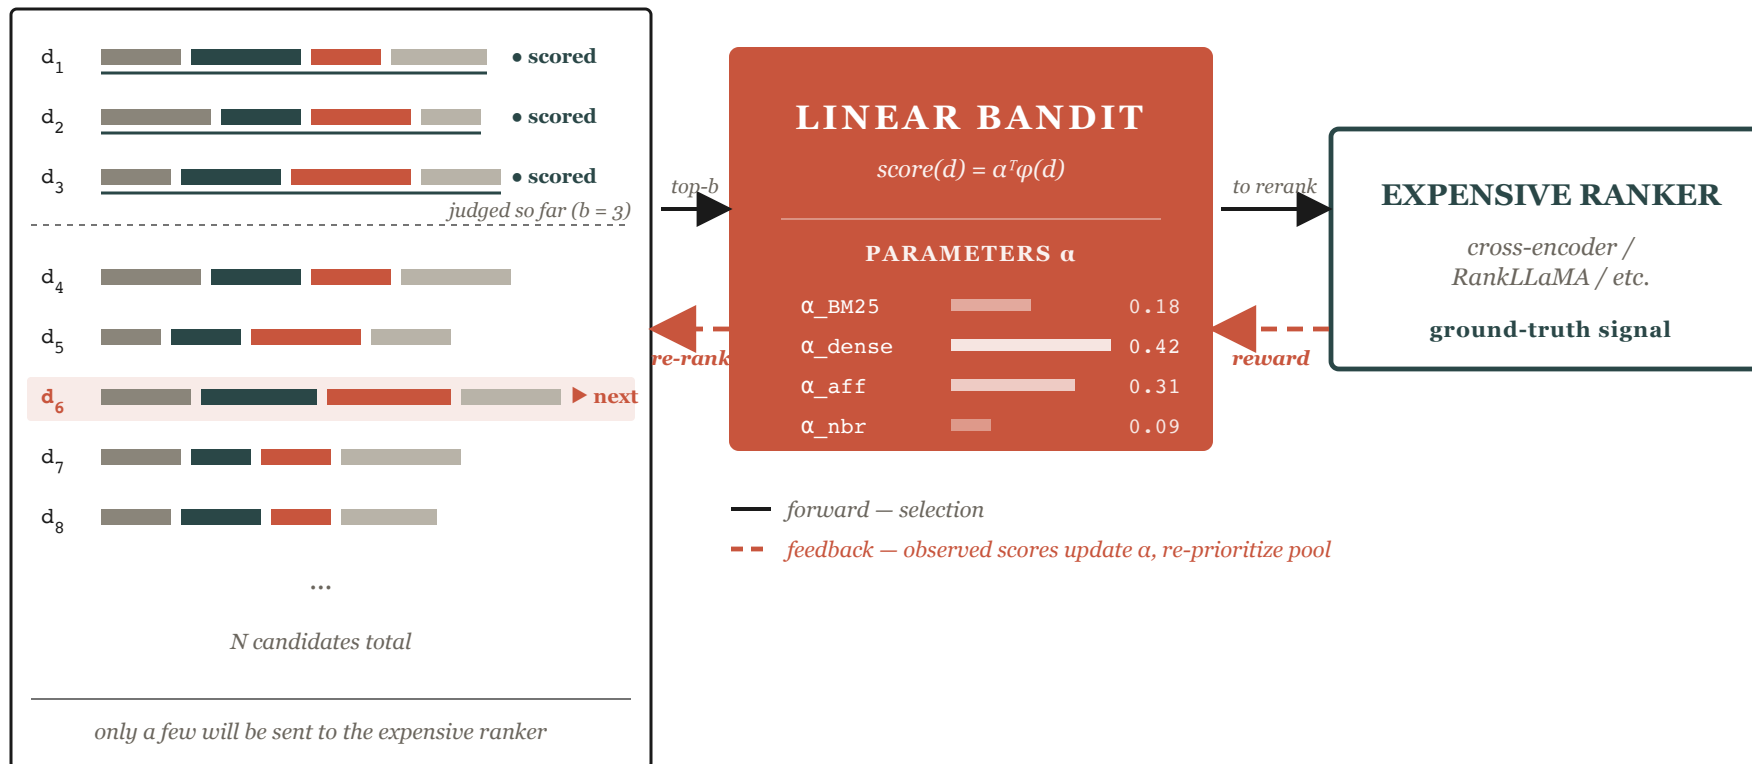 d1 • scored
d2 • scored
d3 • scored
judged so far (b = 3)
d4
d5
d6 ▶ next
d7
d8
...
N candidates total
only a few will be sent to the expensive ranker
top-b
re-rank
LINEAR BANDIT
score(d) = αᵀφ(d)
PARAMETERS α
α_BM25 0.18
α_dense 0.42
α_aff 0.31
α_nbr 0.09
to rerank
reward
EXPENSIVE RANKER
cross-encoder /
RankLLaMA / etc.
ground-truth signal
forward — selection
feedback — observed scores update α, re-prioritize pool